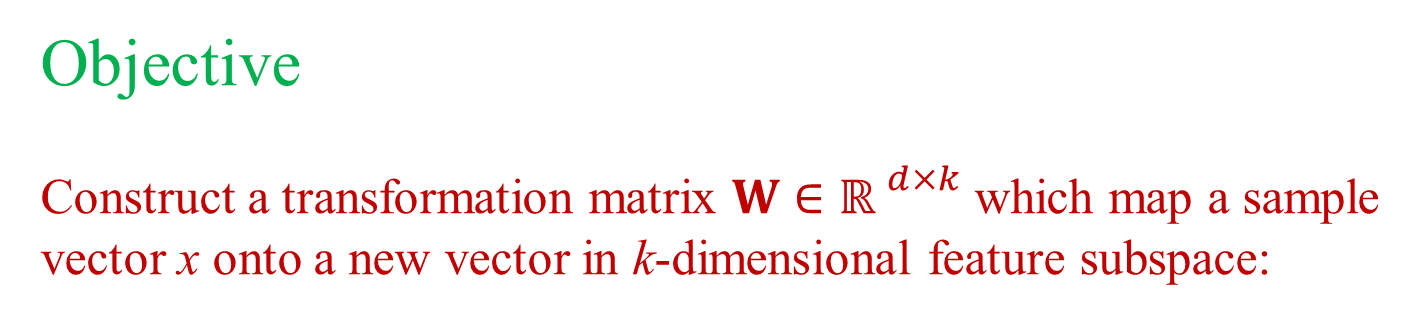 Objective
Construct a transformation matrix W ∈ ℝ^{d×k} which map a sample
vector x onto a new vector in k-dimensional feature subspace: